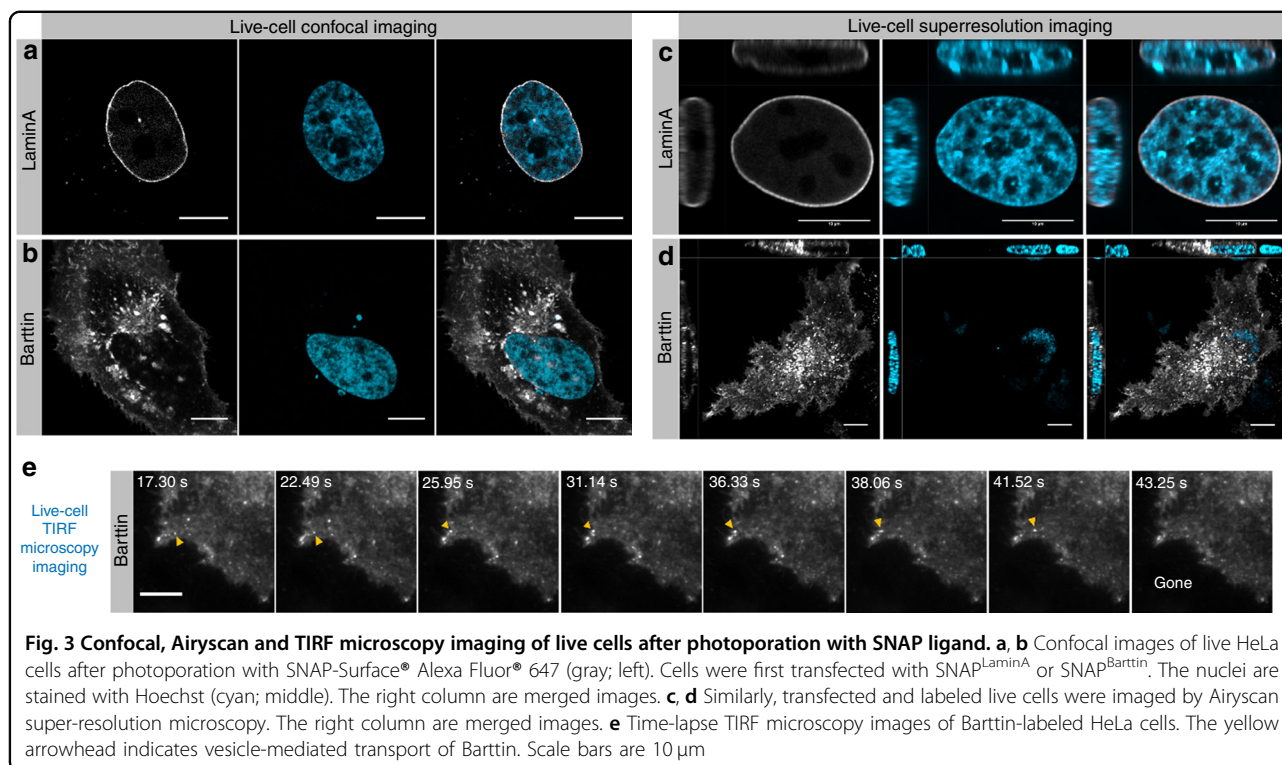 Live-cell confocal imaging
Live-cell superresolution imaging
a
LaminA
c
LaminA
10 µm
10 µm
10 µm
b
Barttin
d
Barttin
e
Live-cell
TIRF
microscopy
imaging
Barttin
17.30 s
22.49 s
25.95 s
31.14 s
36.33 s
38.06 s
41.52 s
43.25 s
Gone
Fig. 3 Confocal, Airyscan and TIRF microscopy imaging of live cells after photoporation with SNAP ligand. a, b Confocal images of live HeLa
cells after photoporation with SNAP-Surface® Alexa Fluor® 647 (gray; left). Cells were first transfected with SNAPLaminA or SNAPBarttin. The nuclei are
stained with Hoechst (cyan; middle). The right column are merged images. c, d Similarly, transfected and labeled live cells were imaged by Airyscan
super-resolution microscopy. The right column are merged images. e Time-lapse TIRF microscopy images of Barttin-labeled HeLa cells. The yellow
arrowhead indicates vesicle-mediated transport of Barttin. Scale bars are 10 µm